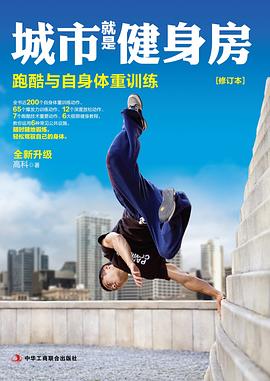 城市就是健身房
跑酷与自身体重训练
[修订本]
全书近200个自身体重训练动作、
65个爆发力训练动作、12个深度放松动作、
7个跑酷技术重要动作、6大极限健身教程，
教你运用6种常见公共设施，
随时随地锻炼，
轻松驾驭自己的身体。
全新升级
高科 著
PARKOUR
中华工商联合出版社